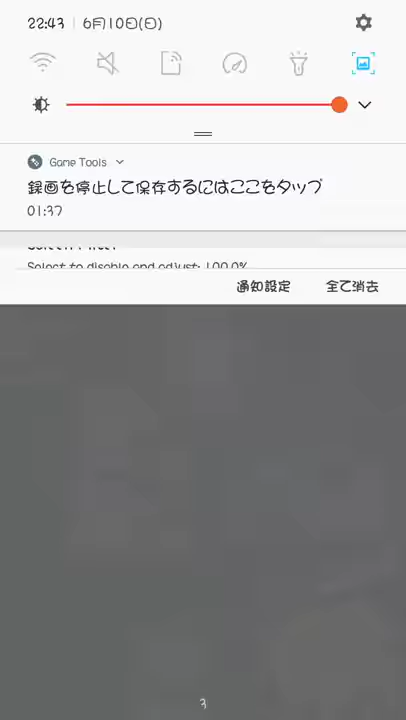 22:43 | 6月10日(日)
Game Tools
録画を停止して保存するにはここをタップ
01:37
Select to disable and adjust: 100.0%
通知設定 全て消去